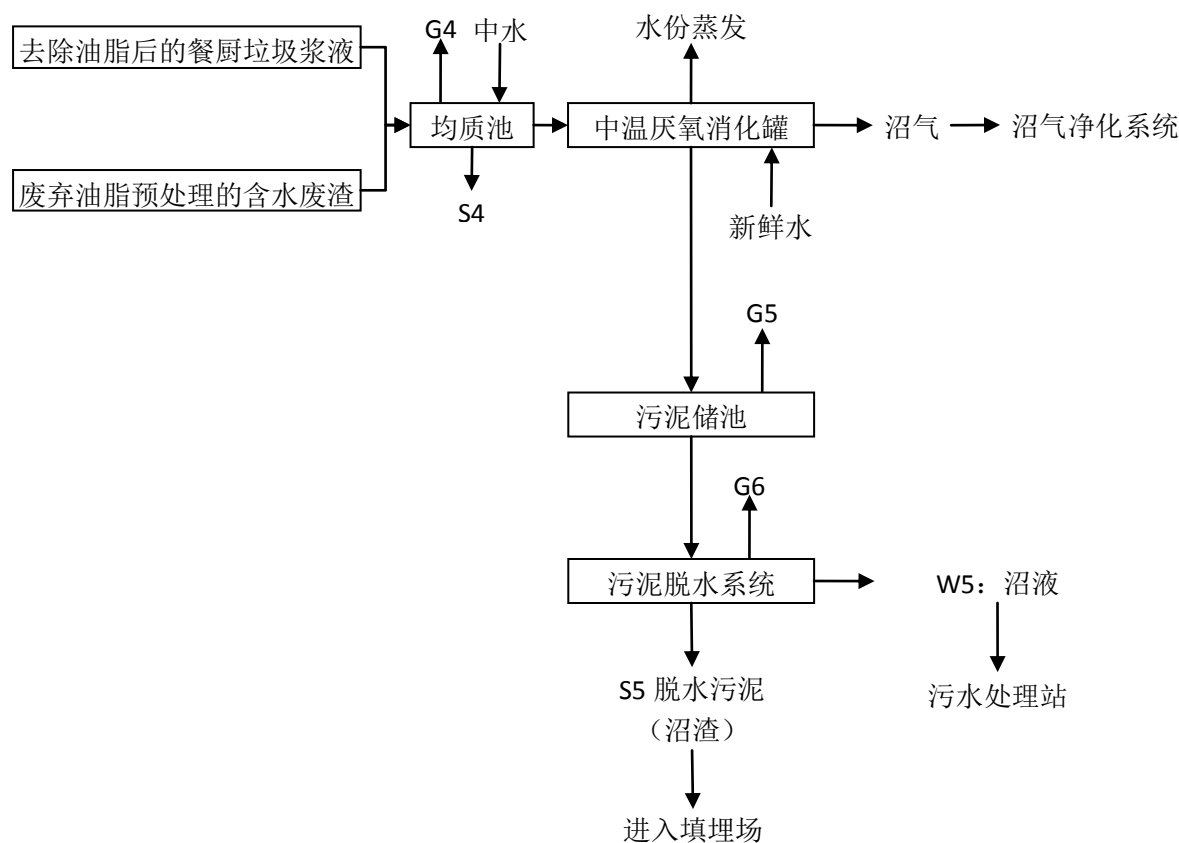 G4 中水
水份蒸发
去除油脂后的餐厨垃圾浆液
均质池
中温厌氧消化罐
沼气
沼气净化系统
废弃油脂预处理的含水废渣
S4
新鲜水
G5
污泥储池
G6
污泥脱水系统
W5：沼液
S5 脱水污泥
（沼渣）
污水处理站
进入填埋场